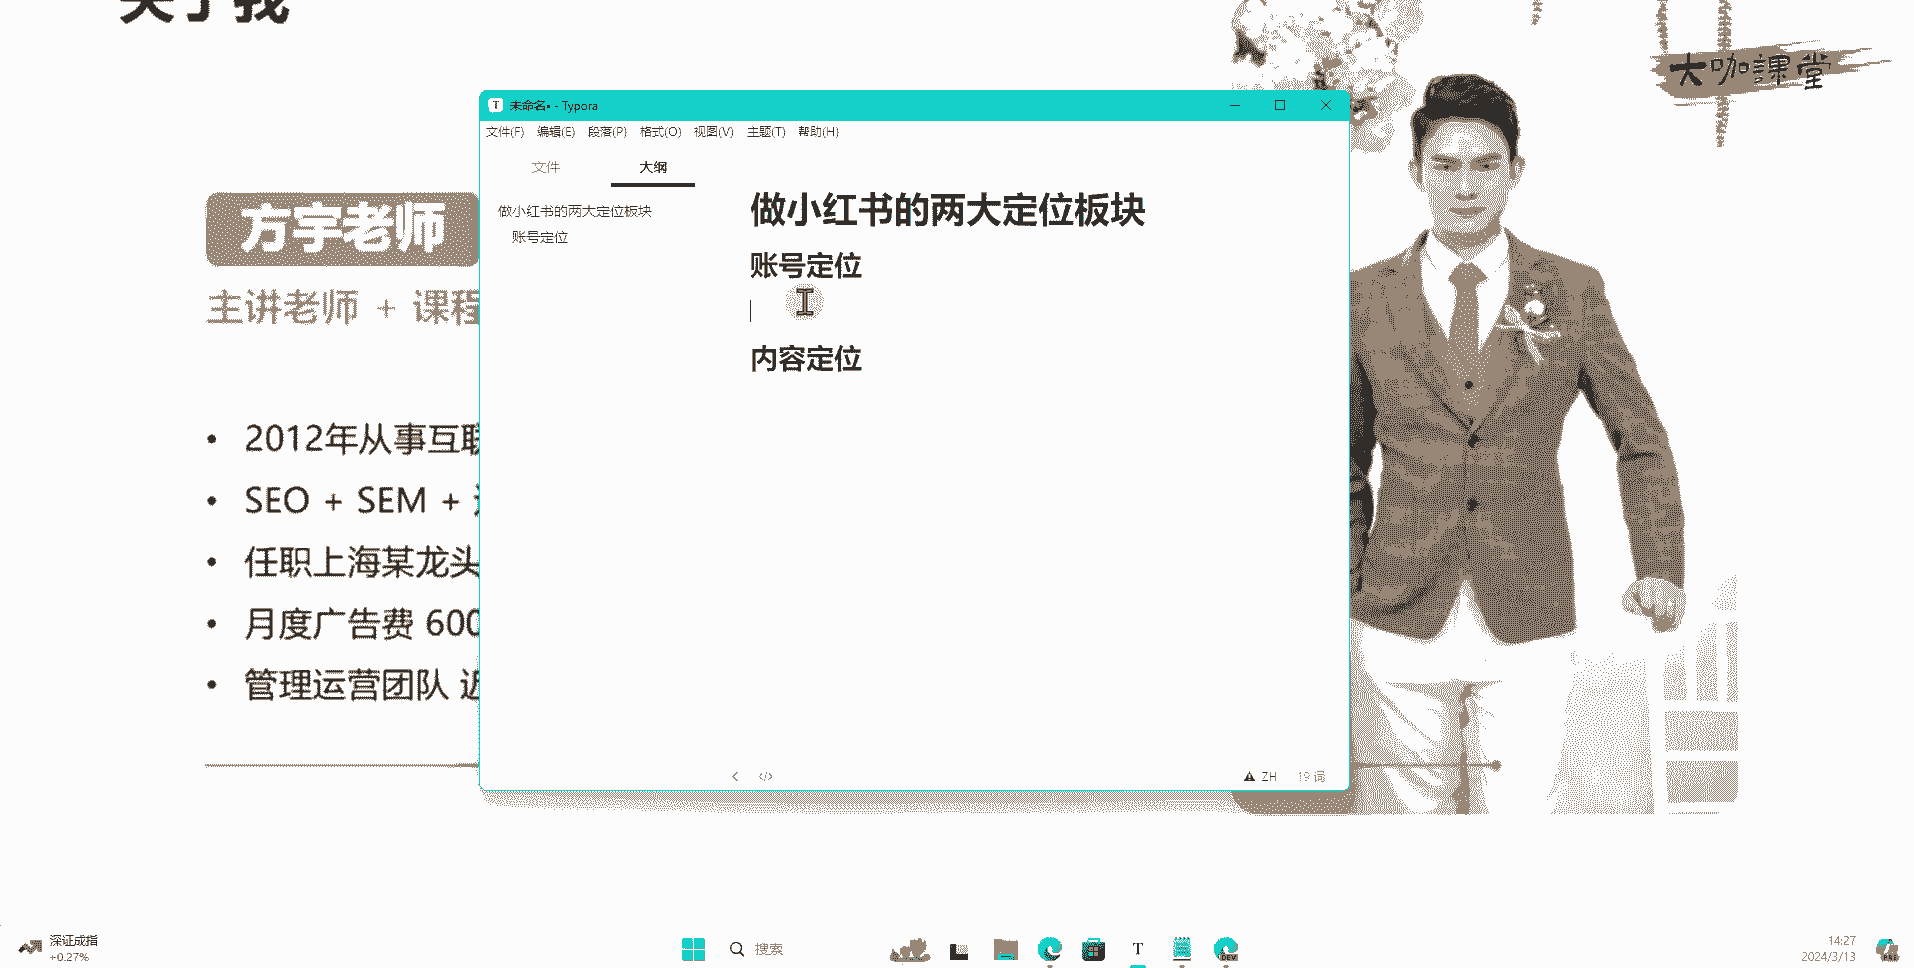 关于我
大咖課堂
方宇老师
主讲老师 + 课程
2012年从事互联
SEO + SEM +
任职上海某龙头
月度广告费 600
管理运营团队 近
未命名• - Typora
文件(F) 编辑(E) 段落(P) 格式(O) 视图(V) 主题(T) 帮助(H)
文件 大纲
做小红书的两大定位板块
账号定位
做小红书的两大定位板块
账号定位
内容定位
</> ZH 19 词
深证成指
+0.27%
搜索
T
DEV
14:27
2024/3/13
PRE